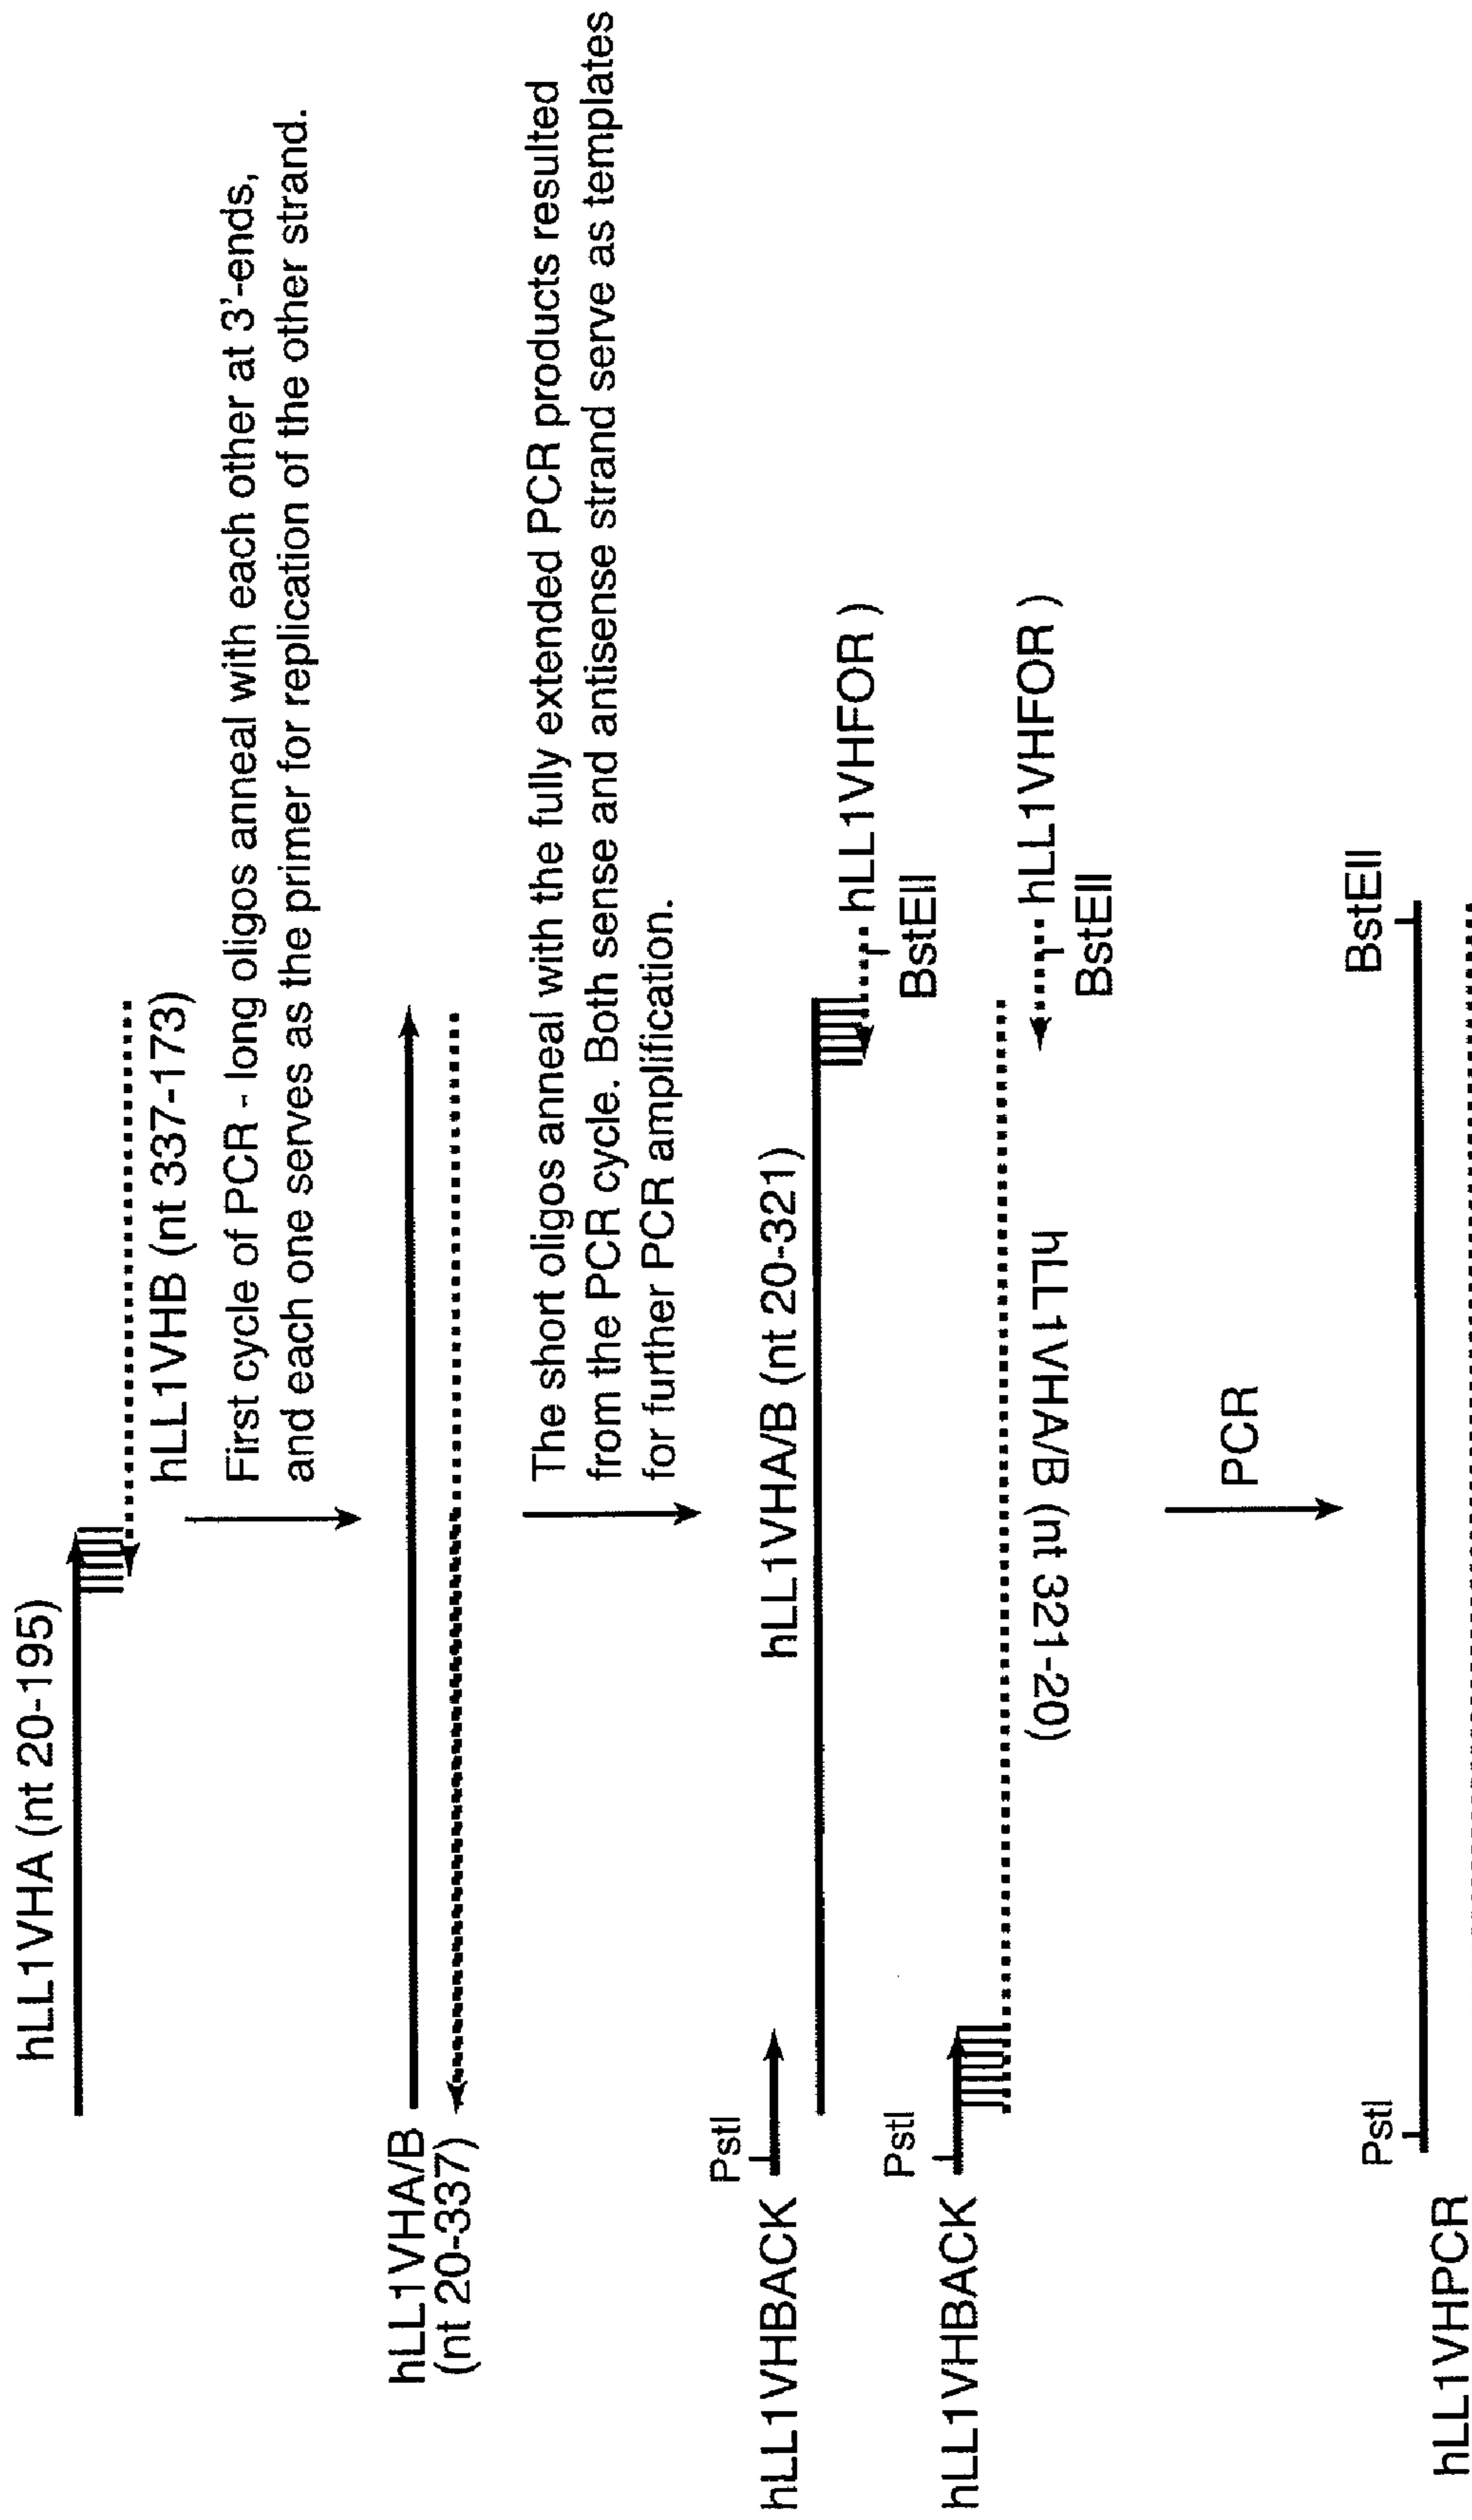 hLL1VHA (nt 20-195)
hLL1VHB (nt 337-173)
First cycle of PCR - long oligos anneal with each other at 3'-ends,
and each one serves as the primer for replication of the other strand.
hLL1VHA/B
(nt 20-337)
The short oligos anneal with the fully extended PCR products resulted
from the PCR cycle. Both sense and antisense strand serve as templates
for further PCR amplification.
hLL1VHA/B (nt 20-321)
PstI
hLL1VHBACK
hLL1VHFOR )
BstEII
PstI
hLL1VHBACK
hLL1VHFOR )
BstEII
hLL1VHA/B (nt 321-20)
PCR
PstI
BstEII
hLL1VHPCR